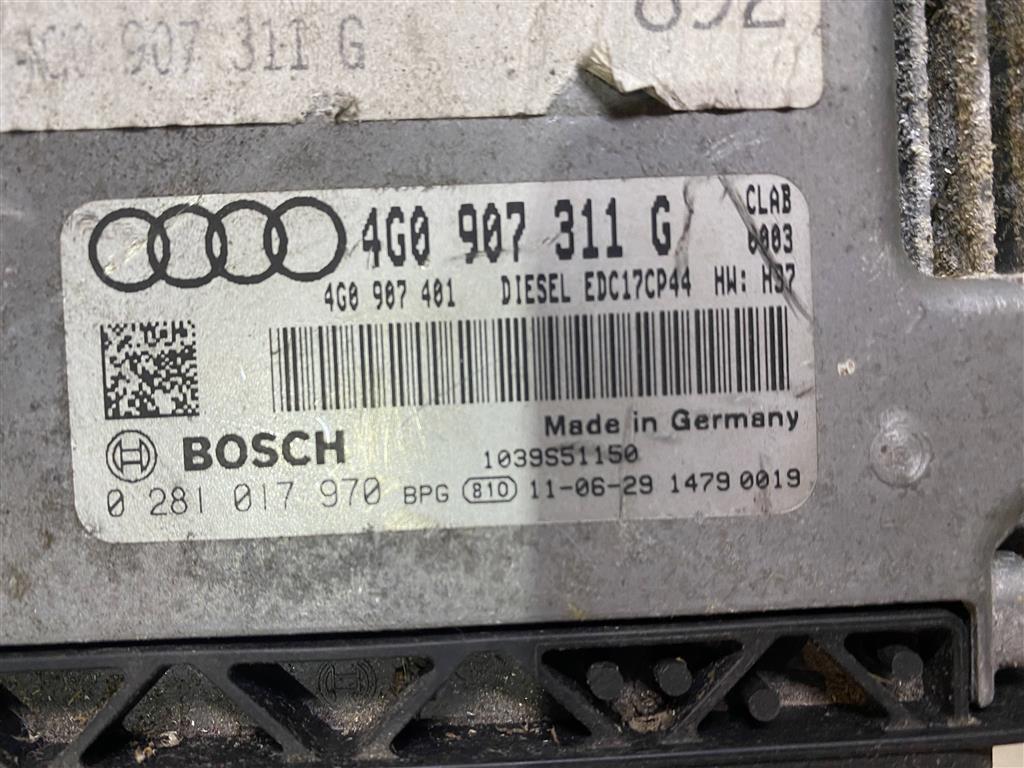 4G0 907 311 G
892
4G0 907 311 G
CLAB
0003
4G0 907 401 DIESEL EDC17CP44 HW: H37
Made in Germany
BOSCH
1039S51150
0 281 017 970 BPG 810 11-06-29 1479 0019